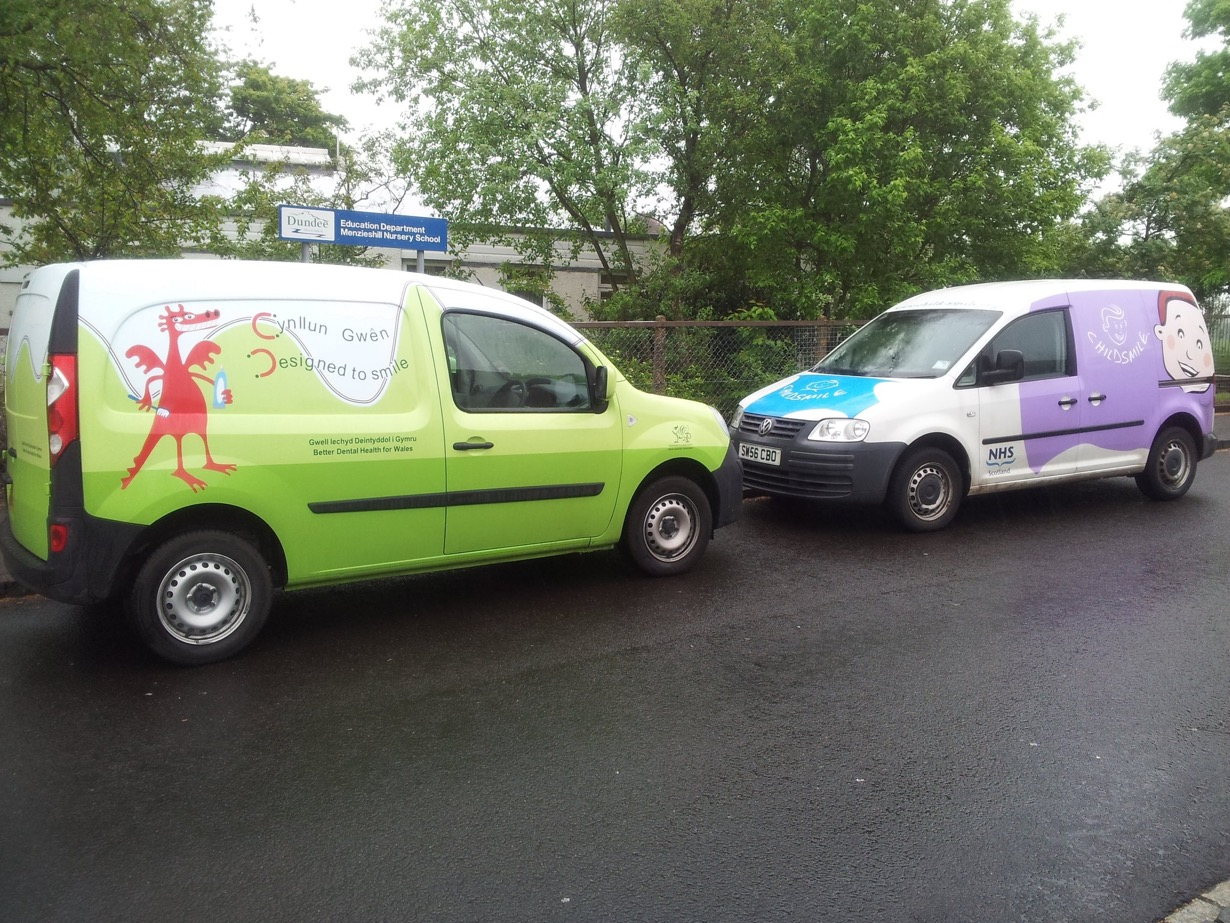 Dundee
Education Department
Menzieshill Nursery School
Cynllun Gwên
Designed to smile
Gwell Iechyd Deintyddol i Gymru
Better Dental Health for Wales
CHILDSMILE
SW56 CBO
CHILDSMILE
NHS
Scotland